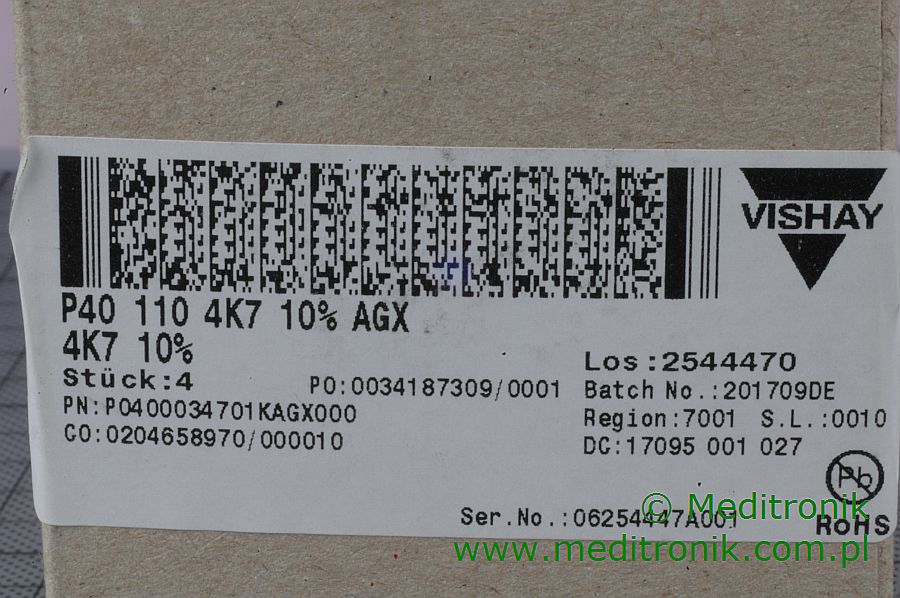 VISHAY
P40 110 4K7 10% AGX
4K7 10%
Stück:4
PO:0034187309/0001
PN:P0400034701KAGX000
CO:0204658970/000010
Los:2544470
Batch No.:201709DE
Region:7001 S.L.:0010
DC:17095 001 027
Pb
RoHS
Ser.No.:06254447A001
© Meditronik
www.meditronik.com.pl